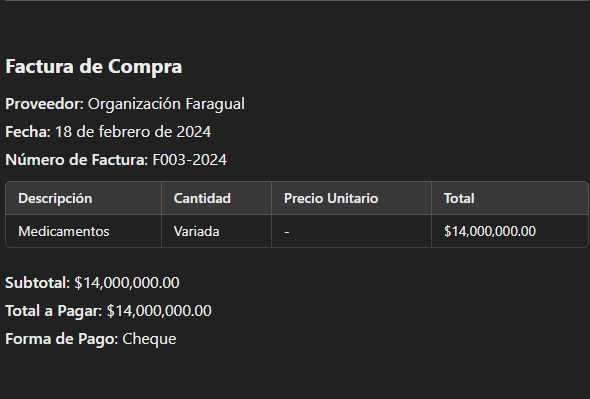 Factura de Compra
Proveedor: Organización Faragual
Fecha: 18 de febrero de 2024
Número de Factura: F003-2024
Descripción Cantidad Precio Unitario Total
Medicamentos Variada - $14,000,000.00
Subtotal: $14,000,000.00
Total a Pagar: $14,000,000.00
Forma de Pago: Cheque